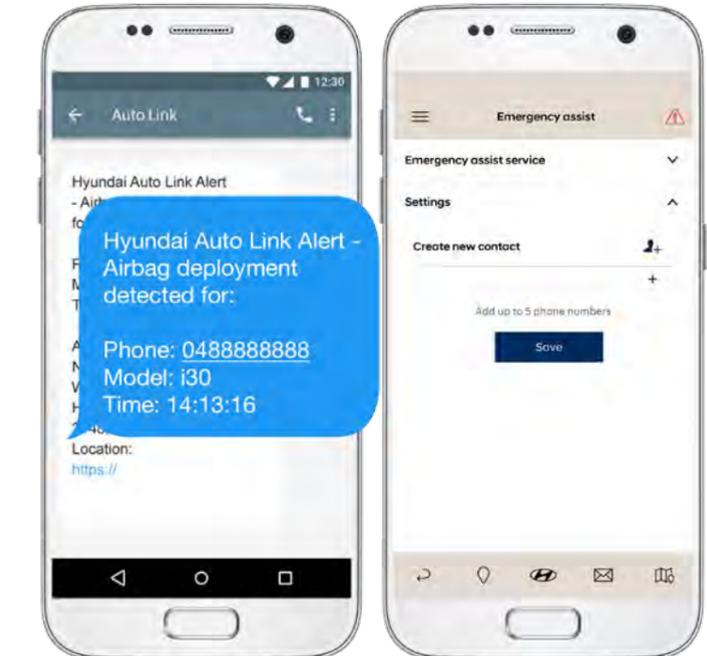 12:30
Auto Link
Hyundai Auto Link Alert
Hyundai Auto Link Alert -
Airbag deployment
detected for:
Phone: 0488888888
Model: i30
Time: 14:13:16
Location:
https://
Emergency assist
Emergency assist service
Settings
Create new contact
Add up to 5 phone numbers
Save